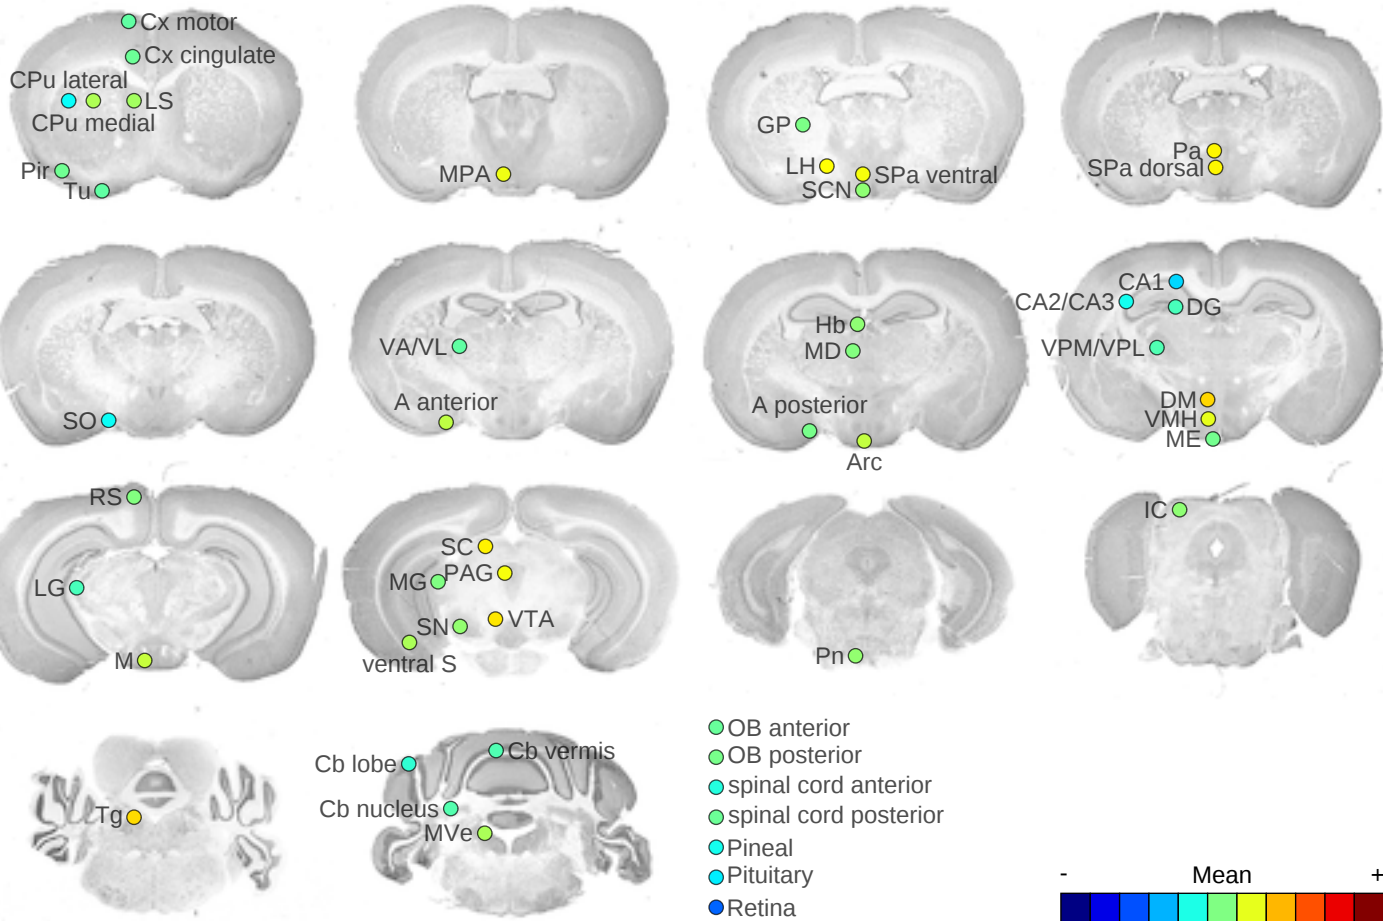 Cx motor
Cx cingulate
CPu lateral
LS
CPu medial
Pir
Tu
MPA
GP
LH
SPa ventral
SCN
Pa
SPa dorsal
SO
VA/VL
A anterior
Hb
MD
A posterior
Arc
CA1
CA2/CA3
DG
VPM/VPL
DM
VMH
ME
RS
LG
M
SC
PAG
MG
VTA
SN
ventral S
Pn
IC
Tg
Cb vermis
Cb lobe
Cb nucleus
MVe
OB anterior
OB posterior
spinal cord anterior
spinal cord posterior
Pineal
Pituitary
Retina
- Mean +